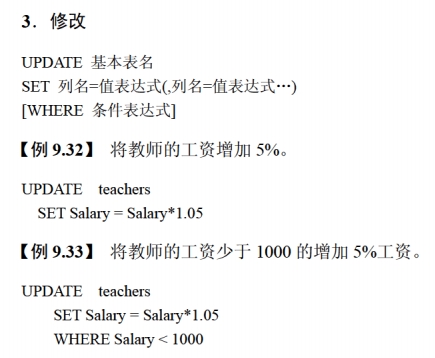 3．修改
UPDATE 基本表名
SET 列名=值表达式(,列名=值表达式…)
[WHERE 条件表达式]
【例 9.32】 将教师的工资增加 5%。
UPDATE teachers
SET Salary = Salary*1.05
【例 9.33】 将教师的工资少于 1000 的增加 5%工资。
UPDATE teachers
SET Salary = Salary*1.05
WHERE Salary < 1000